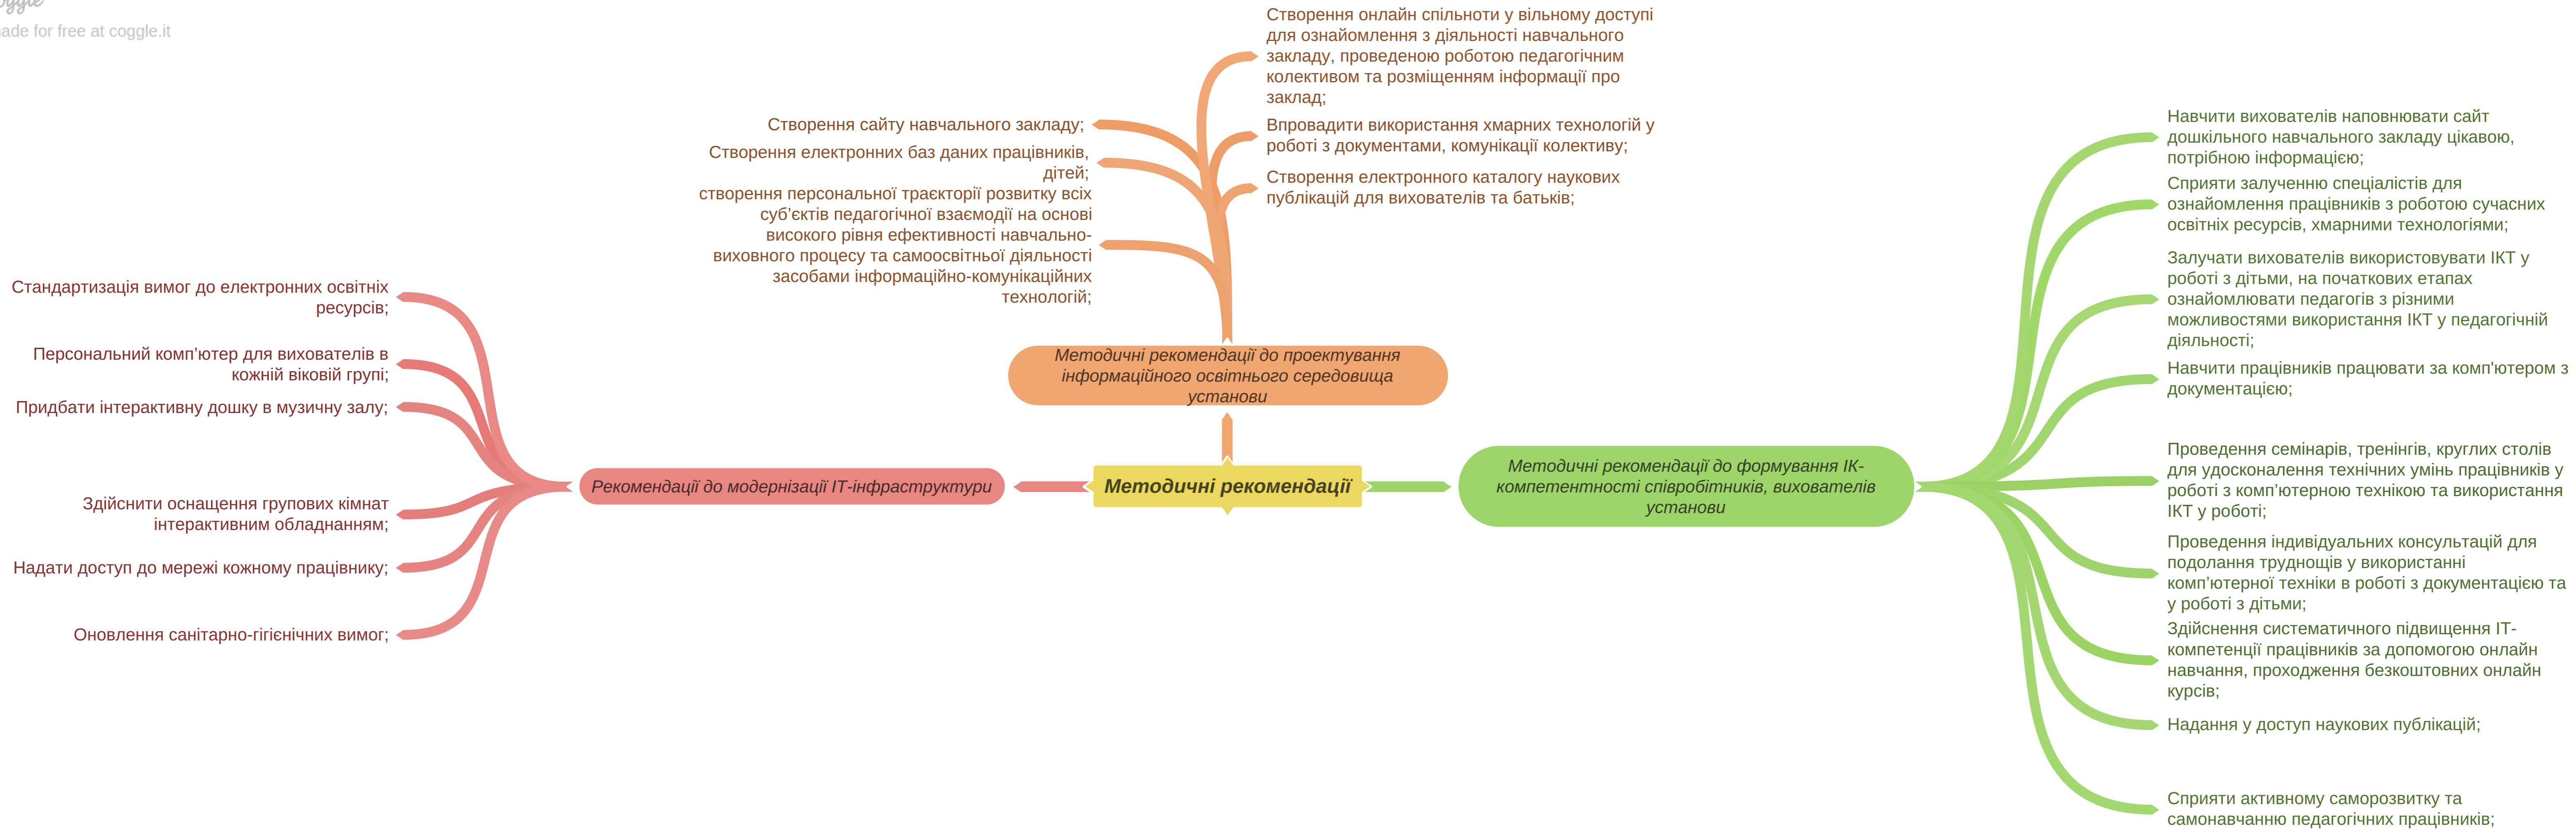 made for free at coggle.it
Створення онлайн спільноти у вільному доступі
для ознайомлення з діяльності навчального
закладу, проведеною роботою педагогічним
колективом та розміщенням інформації про
заклад;
Впровадити використання хмарних технологій у
роботі з документами, комунікації колективу;
Створення електронного каталогу наукових
публікацій для вихователів та батьків;
Створення сайту навчального закладу;
Створення електронних баз даних працівників,
дітей;
створення персональної траєкторії розвитку всіх
суб’єктів педагогічної взаємодії на основі
високого рівня ефективності навчально-
виховного процесу та самоосвітньої діяльності
засобами інформаційно-комунікаційних
технологій;
Методичні рекомендації до проектування
інформаційного освітнього середовища
установи
Стандартизація вимог до електронних освітніх
ресурсів;
Персональний комп’ютер для вихователів в
кожній віковій групі;
Придбати інтерактивну дошку в музичну залу;
Здійснити оснащення групових кімнат
інтерактивним обладнанням;
Надати доступ до мережі кожному працівнику;
Оновлення санітарно-гігієнічних вимог;
Рекомендації до модернізації ІТ-інфраструктури
Методичні рекомендації
Методичні рекомендації до формування ІК-
компетентності співробітників, вихователів
установи
Навчити вихователів наповнювати сайт
дошкільного навчального закладу цікавою,
потрібною інформацією;
Сприяти залученню спеціалістів для
ознайомлення працівників з роботою сучасних
освітніх ресурсів, хмарними технологіями;
Залучати вихователів використовувати ІКТ у
роботі з дітьми, на початкових етапах
ознайомлювати педагогів з різними
можливостями використання ІКТ у педагогічній
діяльності;
Навчити працівників працювати за комп'ютером з
документацією;
Проведення семінарів, тренінгів, круглих столів
для удосконалення технічних умінь працівників у
роботі з комп’ютерною технікою та використання
ІКТ у роботі;
Проведення індивідуальних консультацій для
подолання труднощів у використанні
комп’ютерної техніки в роботі з документацією та
у роботі з дітьми;
Здійснення систематичного підвищення ІТ-
компетенції працівників за допомогою онлайн
навчання, проходження безкоштовних онлайн
курсів;
Надання у доступ наукових публікацій;
Сприяти активному саморозвитку та
самонавчанню педагогічних працівників;